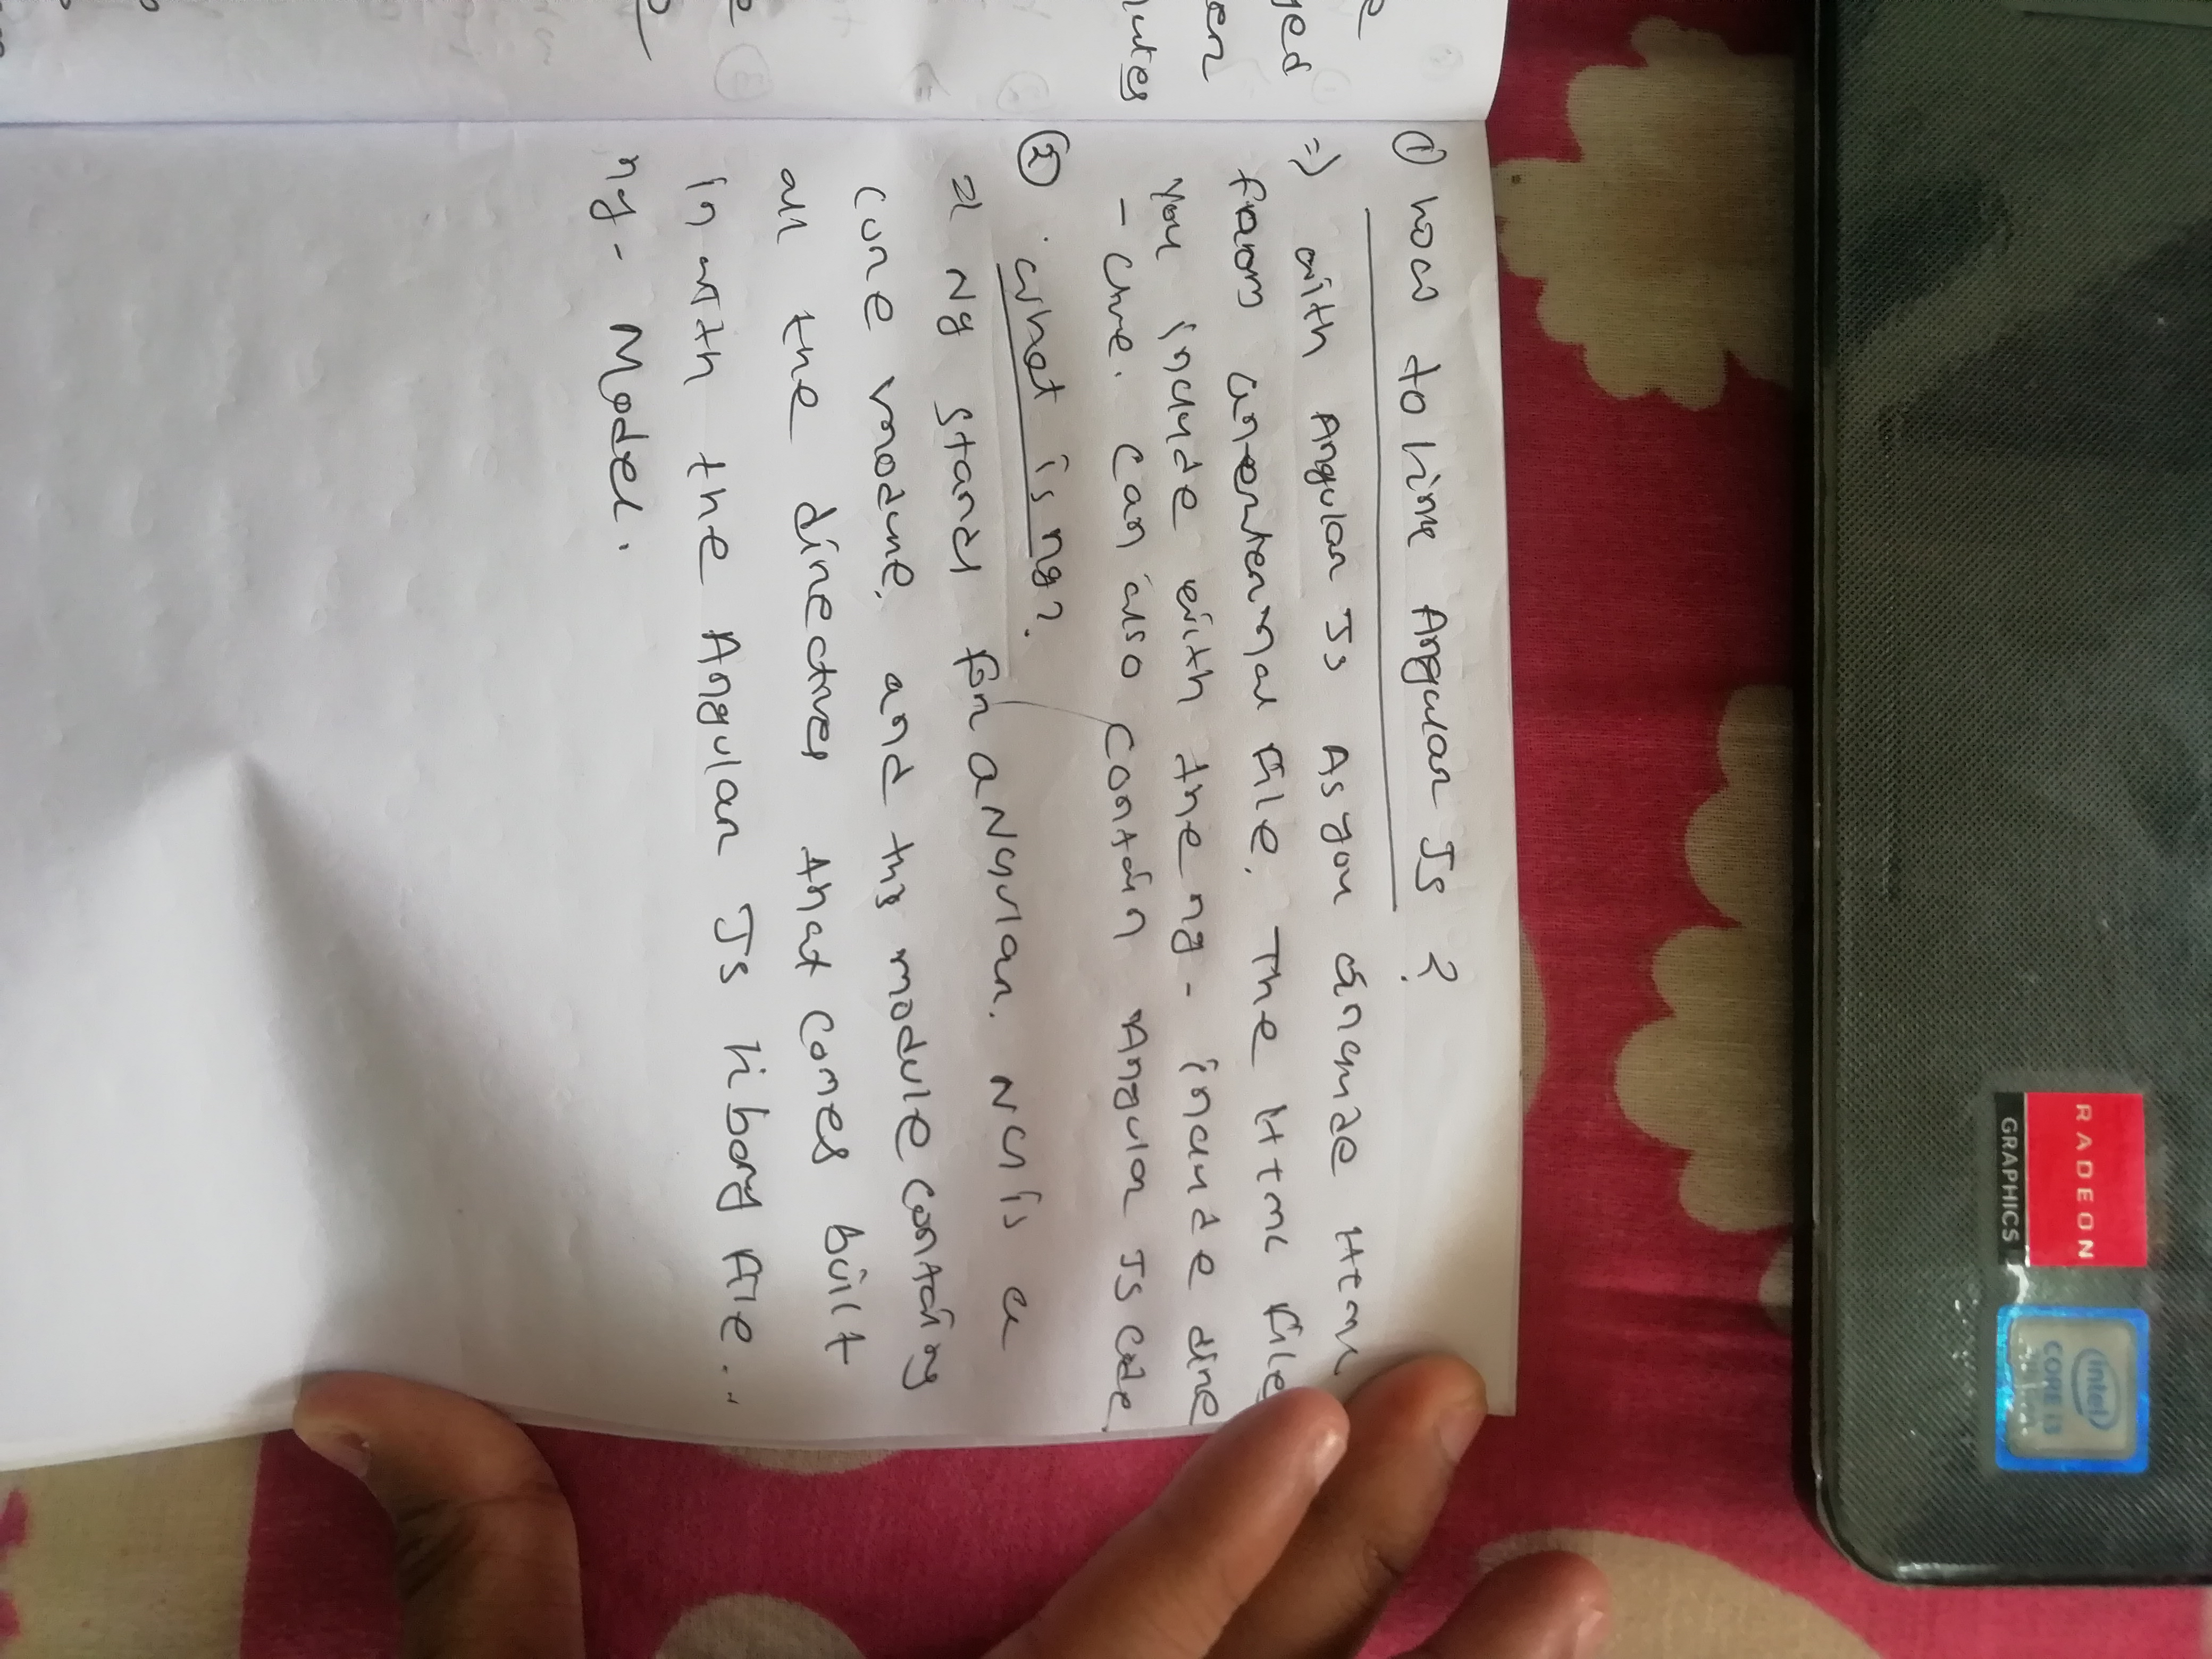 RADEON
GRAPHICS
intel
CORE i3
① how to link Angular Js ?
=) with Angular Js As you include Html
from an external file. The Html file
you include with the ng - include dire
- ctive. Can also contain Angular JS code.
② what is ng?
=) Ng stands for aNgular. NG is a
core module. and this module containg
all the directives that comes built
in with the Angular Js libary file..
ng - Model.
ged
en
utes